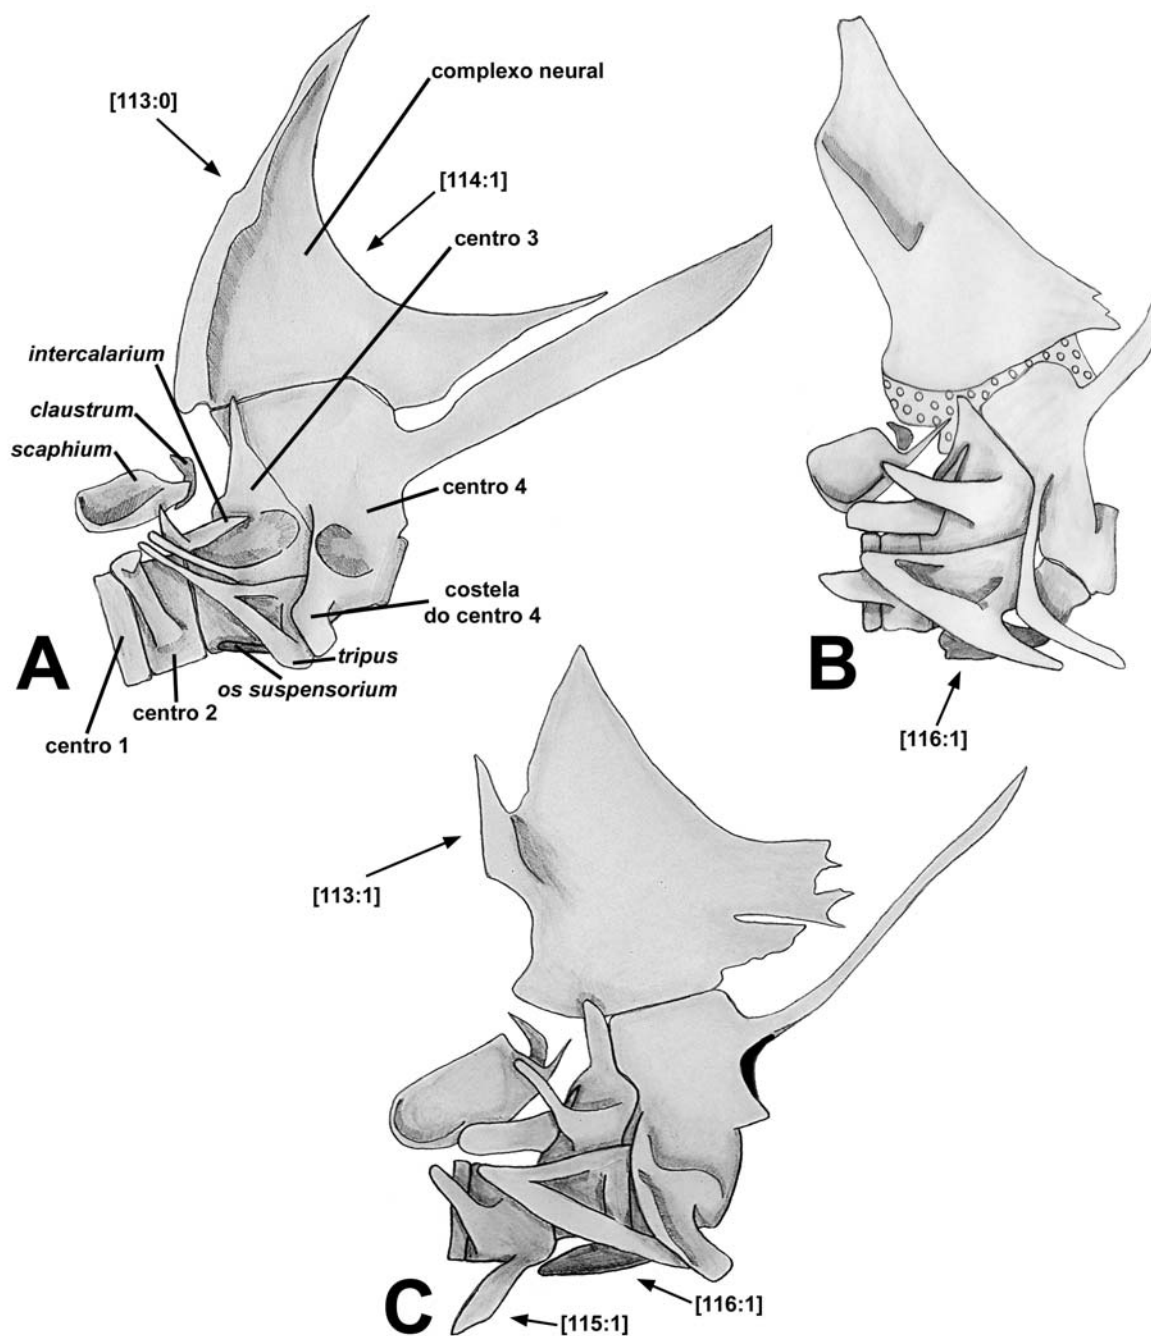 complexo neural
[113:0]
[114:1]
centro 3
intercalarium
claustrum
scaphium
centro 4
costela
do centro 4
tripus
os suspensorium
centro 2
centro 1
A
B
[116:1]
[113:1]
C
[116:1]
[115:1]